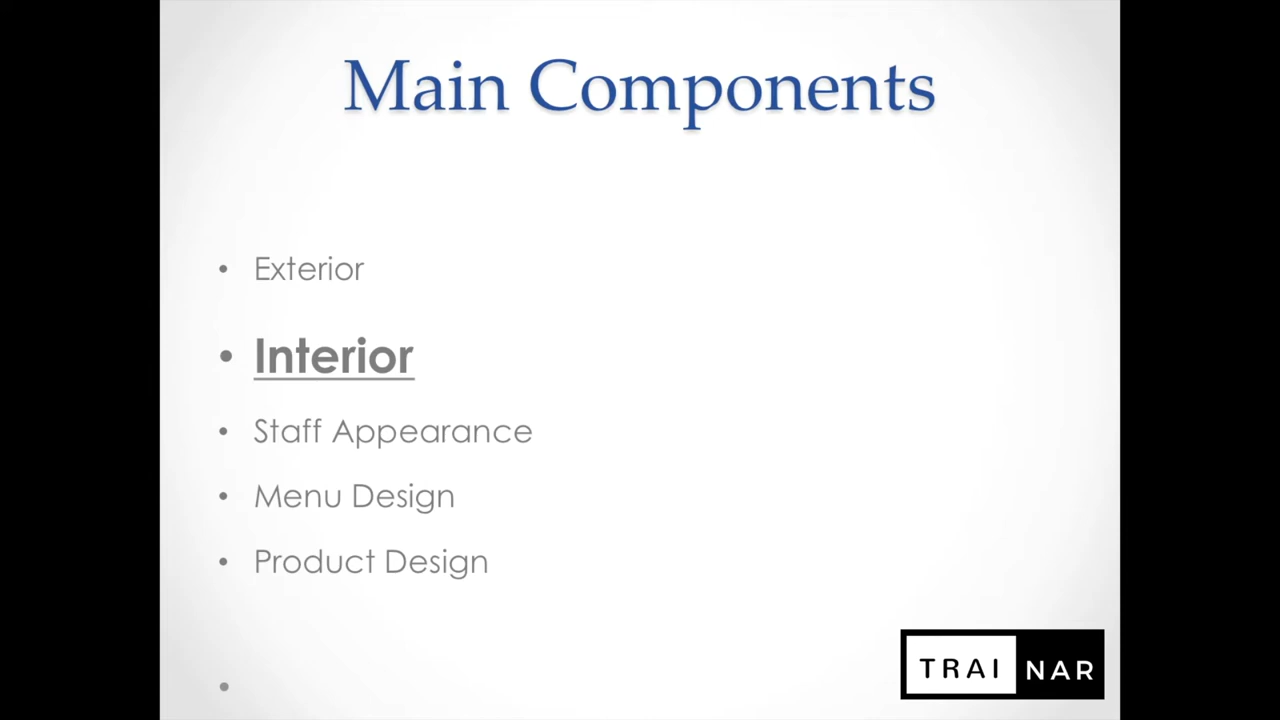 Main Components
• Exterior
• Interior
• Staff Appearance
• Menu Design
• Product Design
•
TRAI NAR